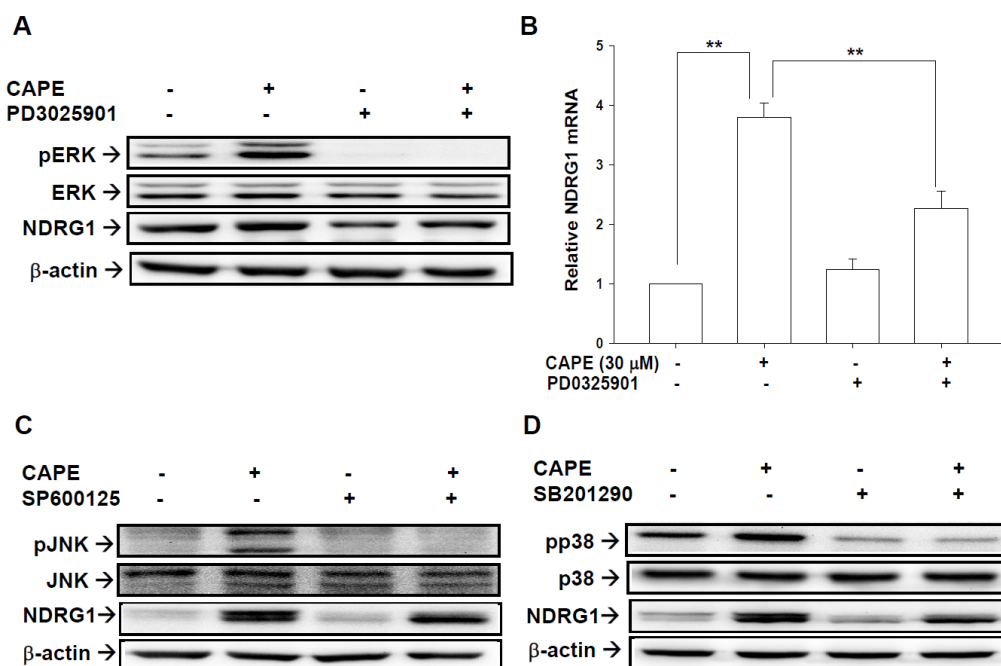 A
CAPE - + - +
PD3025901 - - + +
pERK →
ERK →
NDRG1 →
β-actin →
B
Relative NDRG1 mRNA
5
4
3
2
1
0
** **
CAPE (30 μM) - + - +
PD0325901 - - + +
C
CAPE - + - +
SP600125 - - + +
pJNK →
JNK →
NDRG1 →
β-actin →
D
CAPE - + - +
SB201290 - - + +
pp38 →
p38 →
NDRG1 →
β-actin →